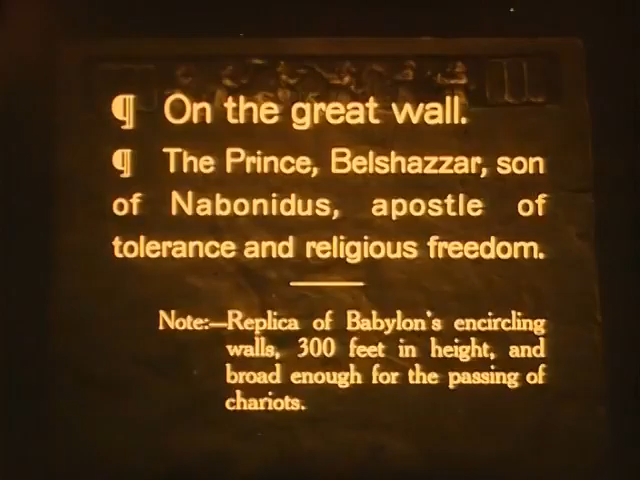 ¶ On the great wall.
¶ The Prince, Belshazzar, son
of Nabonidus, apostle of
tolerance and religious freedom.
Note:—Replica of Babylon's encircling
walls, 300 feet in height, and
broad enough for the passing of
chariots.